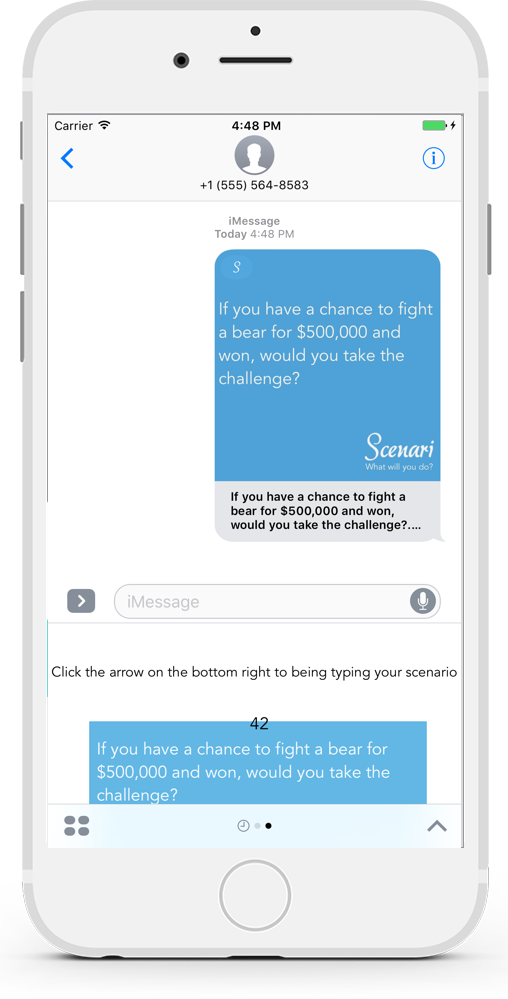 Carrier
4:48 PM
+1 (555) 564-8583
iMessage
Today 4:48 PM
S
If you have a chance to fight
a bear for $500,000 and
won, would you take the
challenge?
Scenari
What will you do?
If you have a chance to fight a
bear for $500,000 and won,
would you take the challenge?....
iMessage
Click the arrow on the bottom right to being typing your scenario
42
If you have a chance to fight a bear for
$500,000 and won, would you take the
challenge?